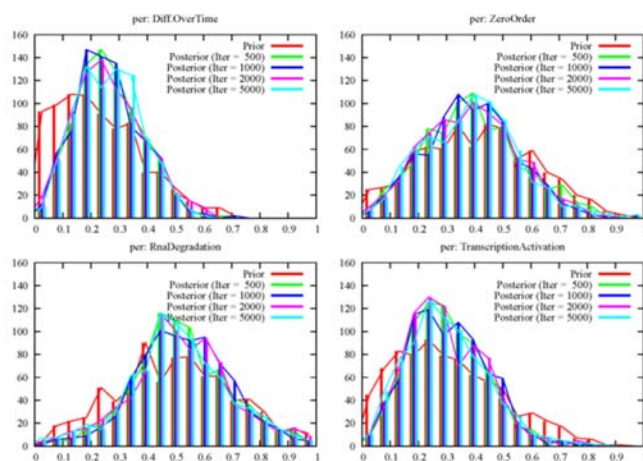 per: Diff.OverTime
160
140
120
100
80
60
40
20
0
Prior
Posterior (Iter = 500)
Posterior (Iter = 1000)
Posterior (Iter = 2000)
Posterior (Iter = 5000)
0 0.1 0.2 0.3 0.4 0.5 0.6 0.7 0.8 0.9 1
per: ZeroOrder
160
140
120
100
80
60
40
20
0
Prior
Posterior (Iter = 500)
Posterior (Iter = 1000)
Posterior (Iter = 2000)
Posterior (Iter = 5000)
0 0.1 0.2 0.3 0.4 0.5 0.6 0.7 0.8 0.9
per: RnaDegradation
160
140
120
100
80
60
40
20
0
Prior
Posterior (Iter = 500)
Posterior (Iter = 1000)
Posterior (Iter = 2000)
Posterior (Iter = 5000)
0 0.1 0.2 0.3 0.4 0.5 0.6 0.7 0.8 0.9 1
per: TranscriptionActivation
160
140
120
100
80
60
40
20
0
Prior
Posterior (Iter = 500)
Posterior (Iter = 1000)
Posterior (Iter = 2000)
Posterior (Iter = 5000)
0 0.1 0.2 0.3 0.4 0.5 0.6 0.7 0.8 0.9